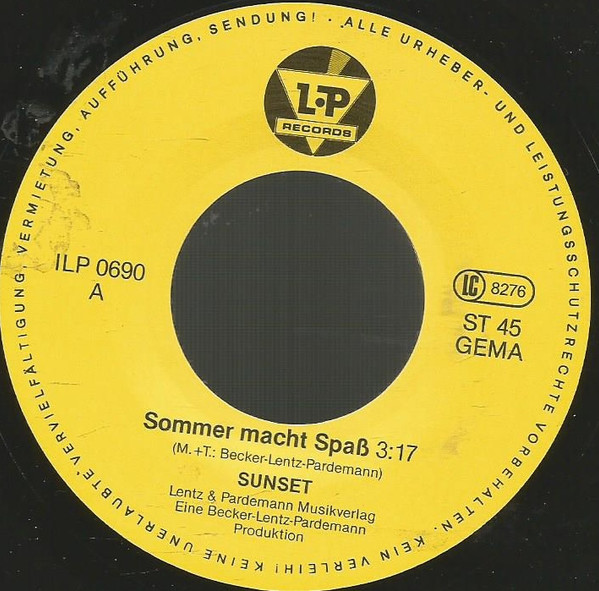 ALLE URHEBER- UND LEISTUNGSSCHUTZRECHTE VORBEHALTEN · KEIN VERLEIH! KEINE UNERLAUBTE VERVIELFÄLTIGUNG, VERMIETUNG, AUFFÜHRUNG, SENDUNG! ·
L·P
RECORDS
ILP 0690
A
LC 8276
ST 45
GEMA
Sommer macht Spaß 3:17
(M.+T.: Becker-Lentz-Pardemann)
SUNSET
Lentz & Pardemann Musikverlag
Eine Becker-Lentz-Pardemann
Produktion